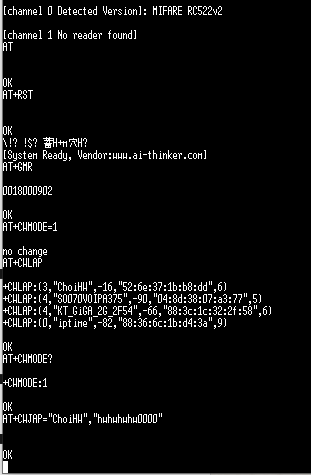 [channel 0 Detected Version]: MIFARE RC522v2
[channel 1 No reader found]
AT
OK
AT+RST
OK
\!? !$? 蓄H+m穴H?
[System Ready, Vendor:www.ai-thinker.com]
AT+GMR
0018000902
OK
AT+CWMODE=1
no change
AT+CWLAP
+CWLAP:(3,"ChoiHW",-16,"52:6e:37:1b:b8:dd",6)
+CWLAP:(4,"SO070VOIPA375",-90,"04:8d:38:07:a3:77",5)
+CWLAP:(4,"KT_GiGA_2G_2F54",-66,"88:3c:1c:32:2f:58",6)
+CWLAP:(0,"iptime",-82,"88:36:6c:1b:d4:3a",9)
OK
AT+CWMODE?
+CWMODE:1
OK
AT+CWJAP="ChoiHW","hwhwhwhw0000"
OK